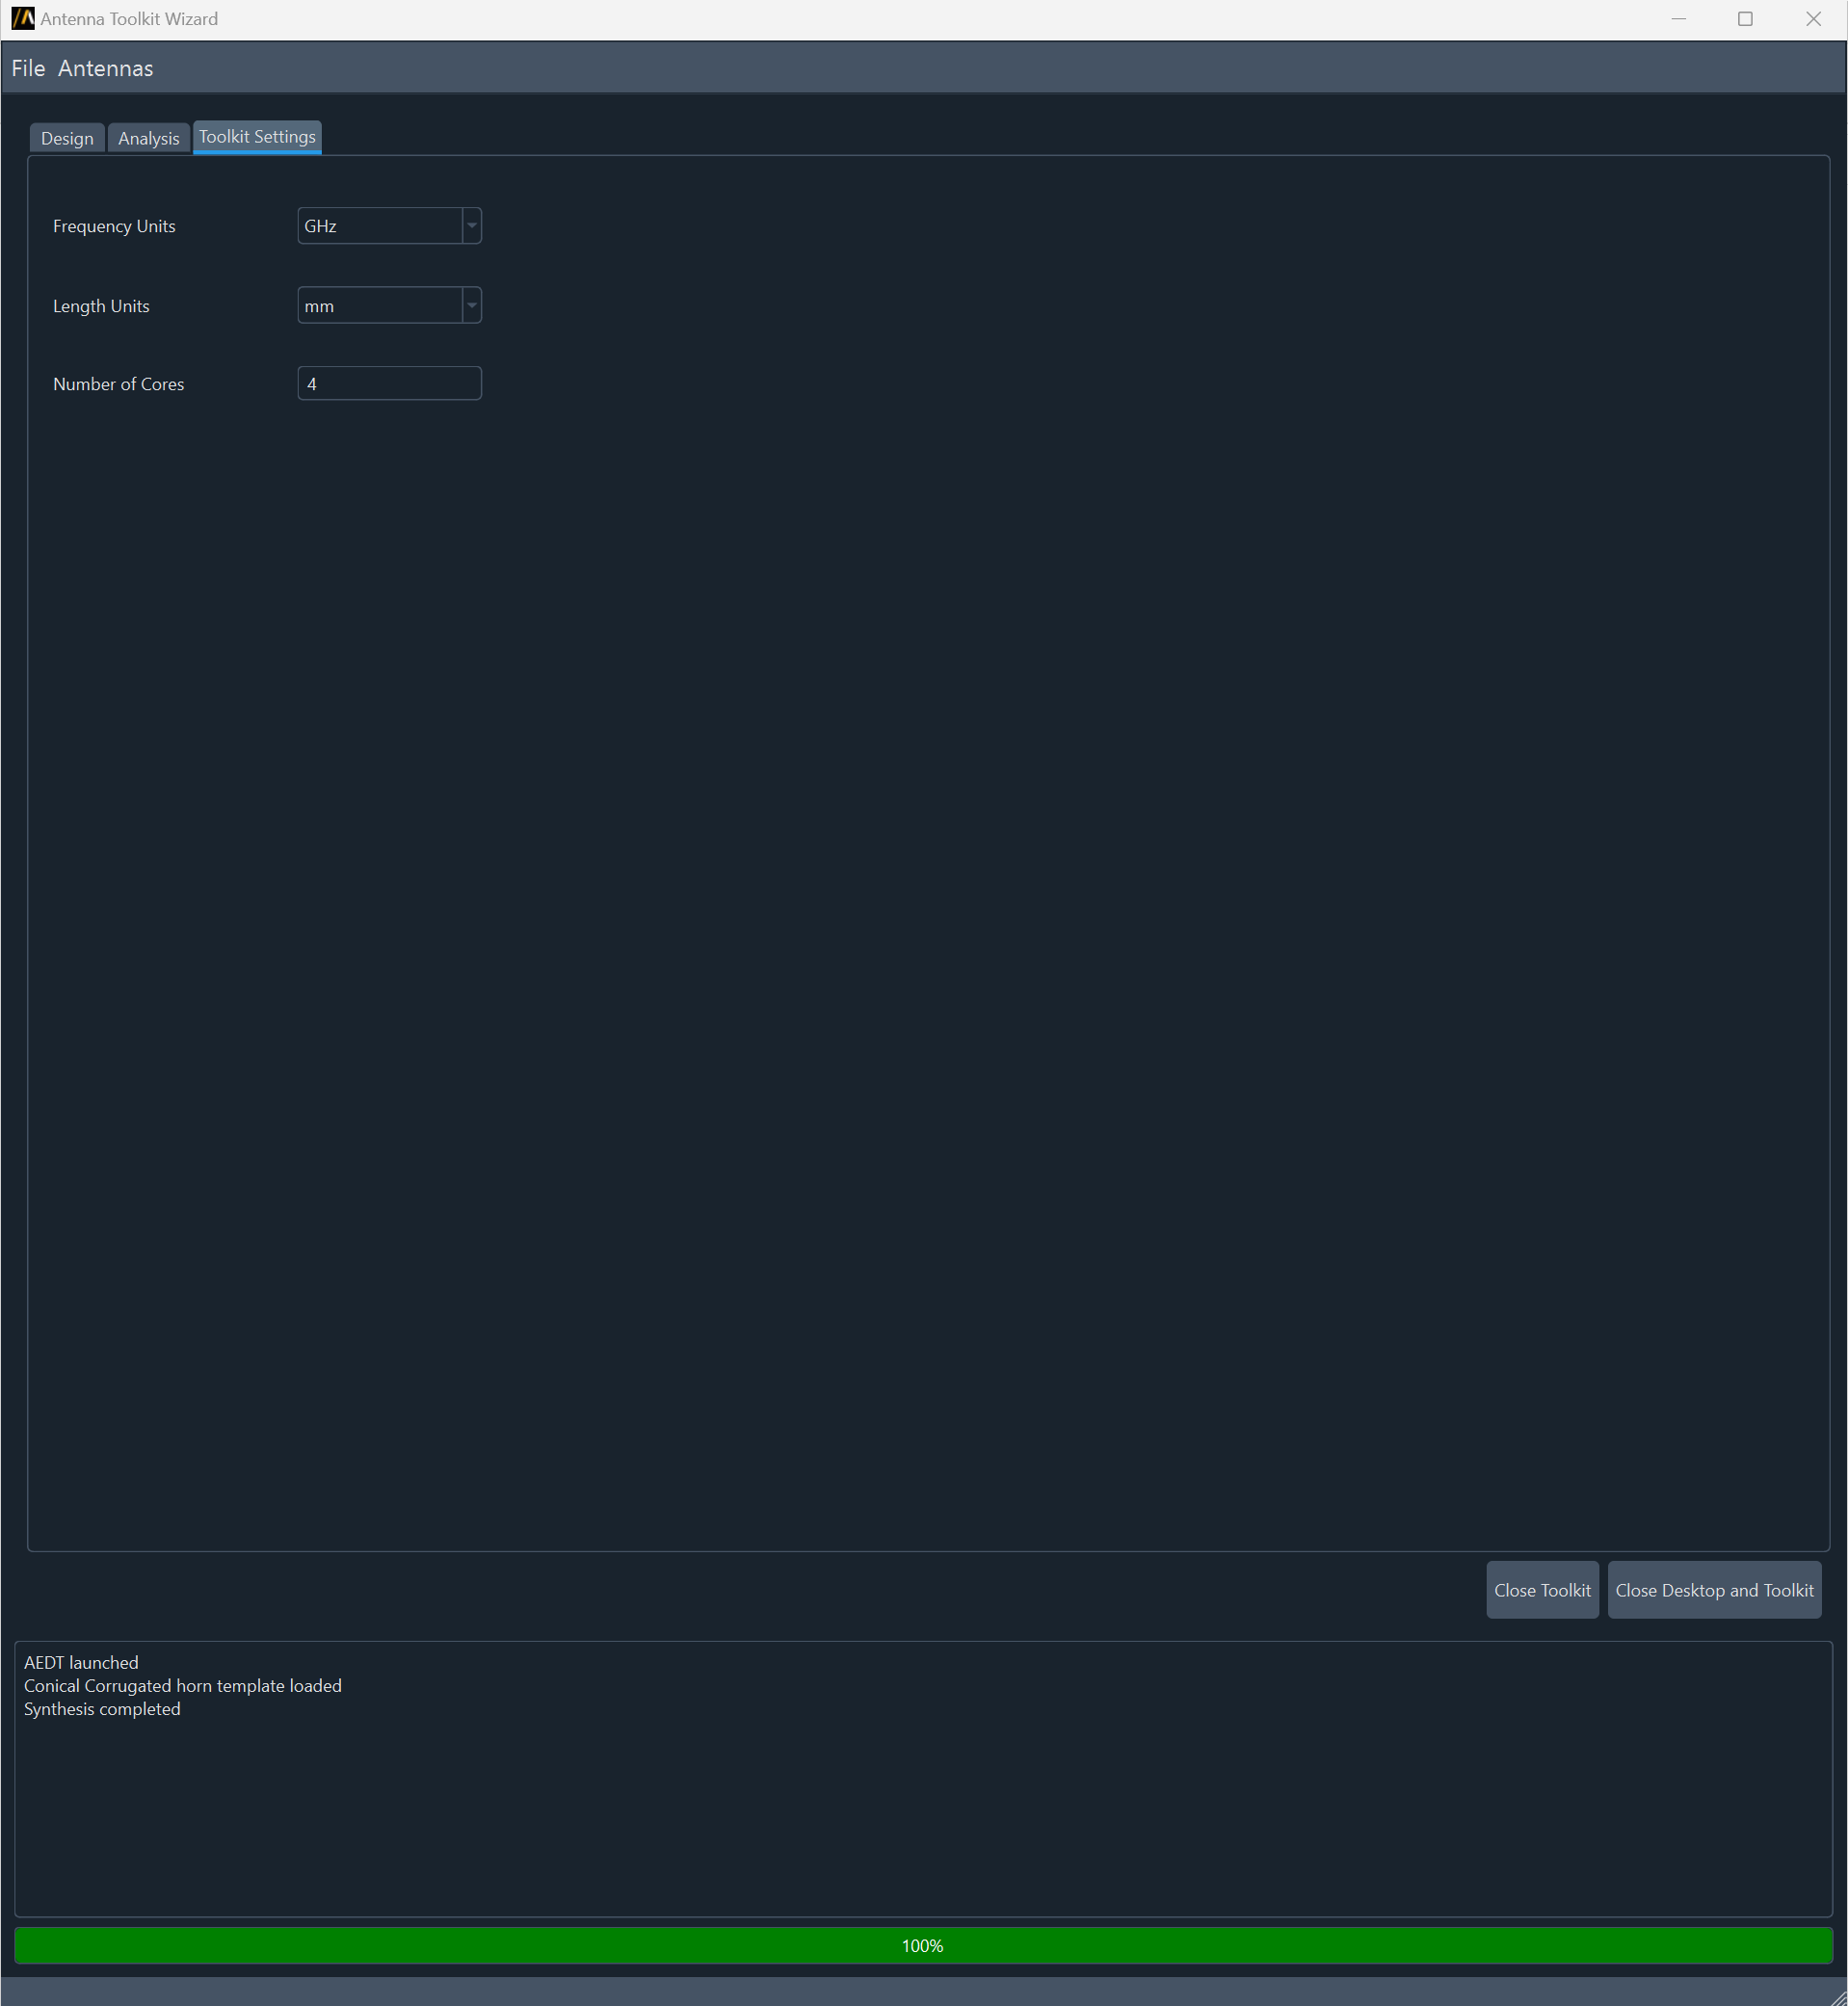 Antenna Toolkit Wizard
File Antennas
Design Analysis Toolkit Settings
Frequency Units GHz
Length Units mm
Number of Cores 4
Close Toolkit Close Desktop and Toolkit
AEDT launched
Conical Corrugated horn template loaded
Synthesis completed
100%